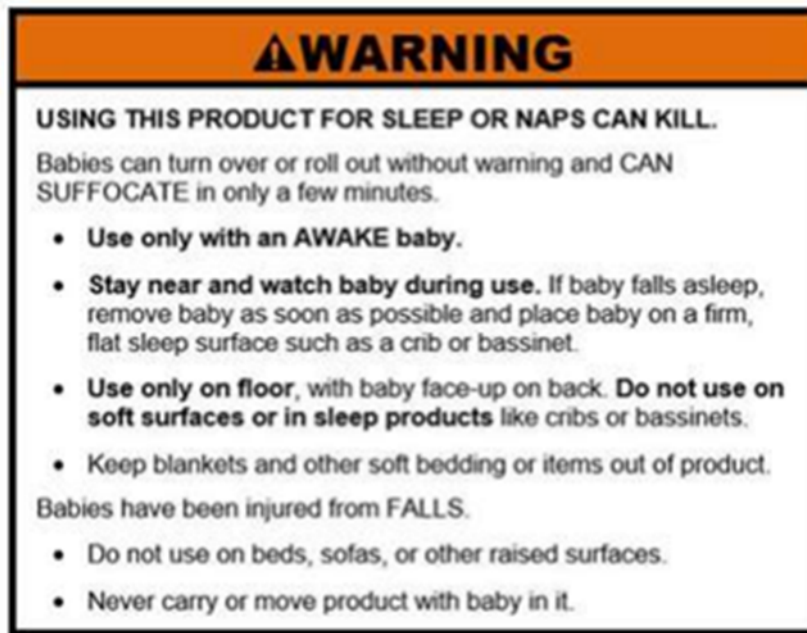 ⚠WARNING
USING THIS PRODUCT FOR SLEEP OR NAPS CAN KILL.
Babies can turn over or roll out without warning and CAN
SUFFOCATE in only a few minutes.
• Use only with an AWAKE baby.
• Stay near and watch baby during use. If baby falls asleep,
remove baby as soon as possible and place baby on a firm,
flat sleep surface such as a crib or bassinet.
• Use only on floor, with baby face-up on back. Do not use on
soft surfaces or in sleep products like cribs or bassinets.
• Keep blankets and other soft bedding or items out of product.
Babies have been injured from FALLS.
• Do not use on beds, sofas, or other raised surfaces.
• Never carry or move product with baby in it.